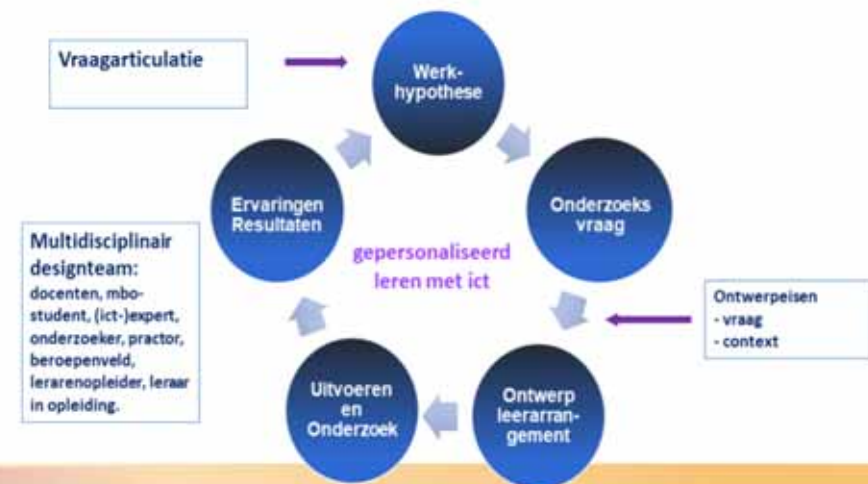 Vraagarticulatie
Werk-
hypothese
Onderzoeks
vraag
Ontwerpeisen
- vraag
- context
Ontwerp
leerarran-
gement
Uitvoeren
en
Onderzoek
Ervaringen
Resultaten
gepersonaliseerd
leren met ict
Multidisciplinair
designteam:
docenten, mbo-
student, (ict-)expert,
onderzoeker, practor,
beroepenveld,
lerarenopleider, leraar
in opleiding.